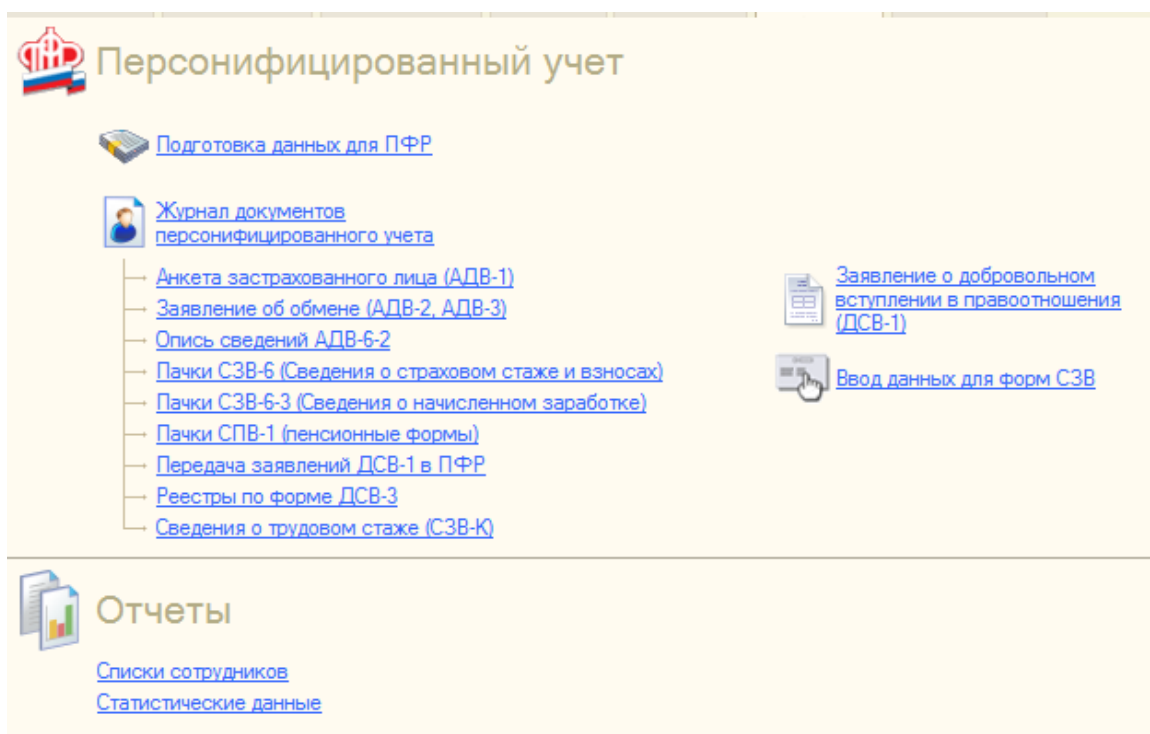 Персонифицированный учет
Подготовка данных для ПФР
Журнал документов
персонифицированного учета
Анкета застрахованного лица (АДВ-1)
Заявление об обмене (АДВ-2, АДВ-3)
Опись сведений АДВ-6-2
Пачки СЗВ-6 (Сведения о страховом стаже и взносах)
Пачки СЗВ-6-3 (Сведения о начисленном заработке)
Пачки СПВ-1 (пенсионные формы)
Передача заявлений ДСВ-1 в ПФР
Реестры по форме ДСВ-3
Сведения о трудовом стаже (СЗВ-К)
Заявление о добровольном
вступлении в правоотношения
(ДСВ-1)
Ввод данных для форм СЗВ
Отчеты
Списки сотрудников
Статистические данные